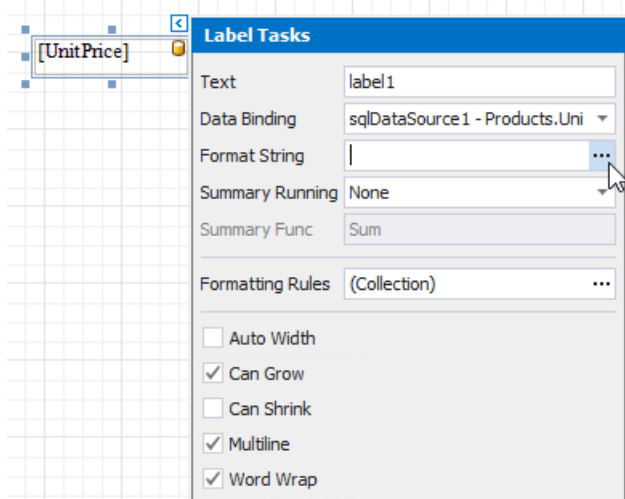 [UnitPrice]
Label Tasks
Text label1
Data Binding sqlDataSource1 - Products.Uni
Format String
Summary Running None
Summary Func Sum
Formatting Rules (Collection)
Auto Width
Can Grow
Can Shrink
Multiline
Word Wrap